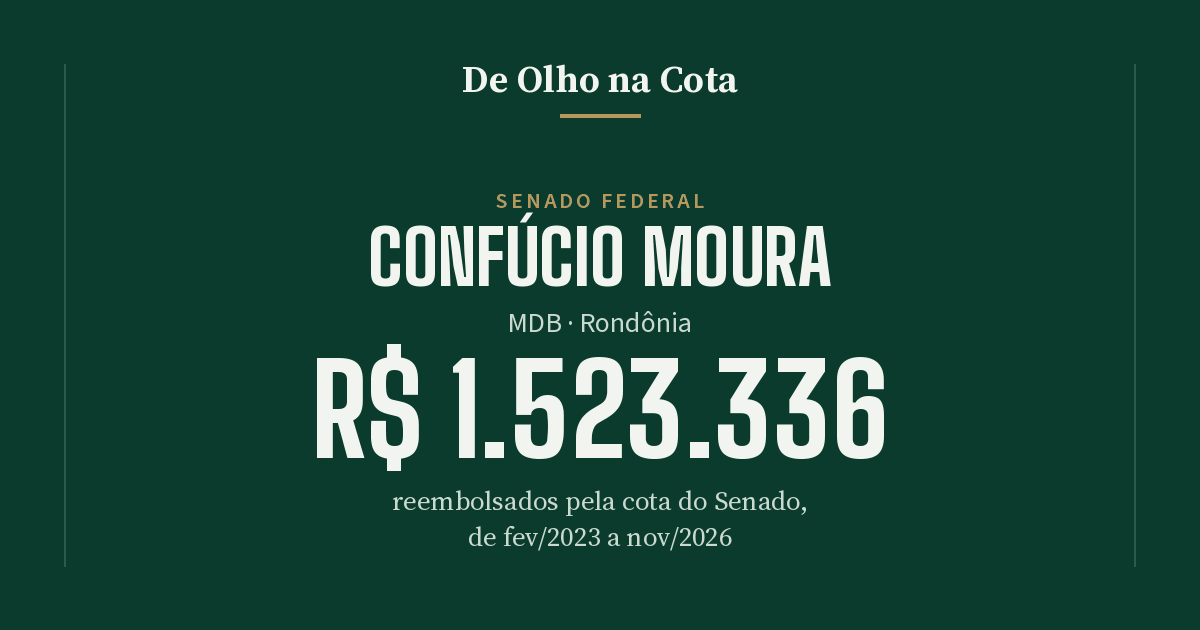 De Olho na Cota
SENADO FEDERAL
CONFÚCIO MOURA
MDB · Rondônia
R$ 1.523.336
reembolsados pela cota do Senado,
de fev/2023 a nov/2026